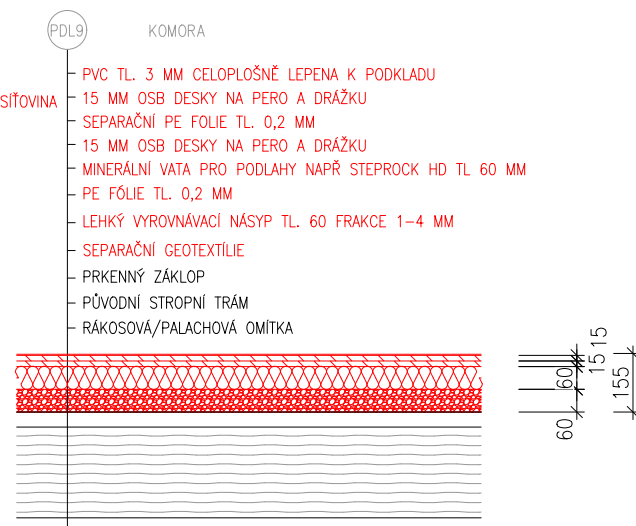 PDL9 KOMORA
PVC TL. 3 MM CELOPLOŠNĚ LEPENA K PODKLADU
SÍŤOVINA 15 MM OSB DESKY NA PERO A DRÁŽKU
SEPARAČNÍ PE FOLIE TL. 0,2 MM
15 MM OSB DESKY NA PERO A DRÁŽKU
MINERÁLNÍ VATA PRO PODLAHY NAPŘ STEPROCK HD TL 60 MM
PE FÓLIE TL. 0,2 MM
LEHKÝ VYROVNÁVACÍ NÁSYP TL. 60 FRAKCE 1-4 MM
SEPARAČNÍ GEOTEXTÍLIE
PRKENNÝ ZÁKLOP
PŮVODNÍ STROPNÍ TRÁM
RÁKOSOVÁ/PALACHOVÁ OMÍTKA
15
15
60
155
60